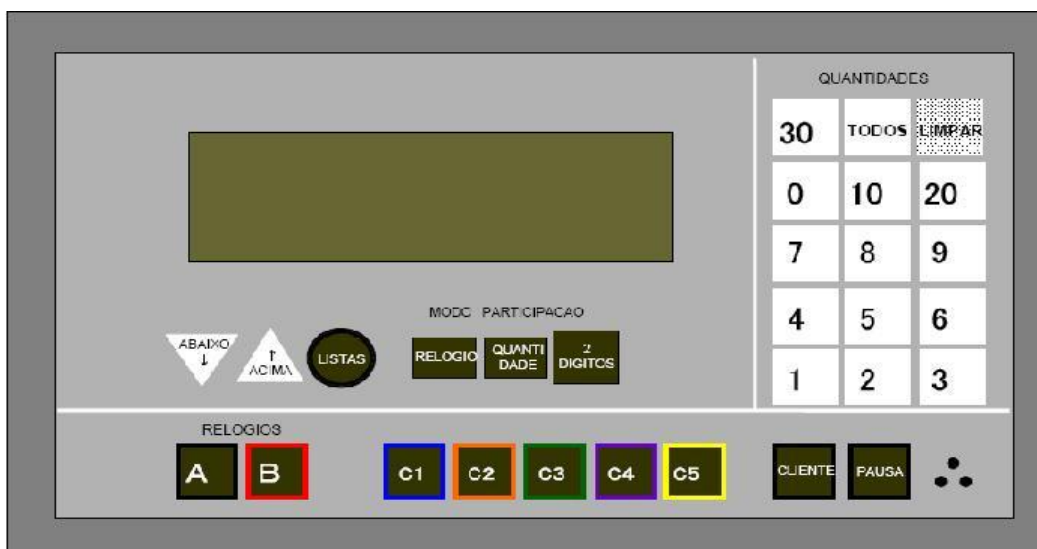 QUANTIDADES
30 TODOS LIMPAR
0 10 20
7 8 9
4 5 6
1 2 3
MODO PARTICIPACAO
ABAIXO
↓
↑
ACIMA
LISTAS
RELOGIO
QUANTI
DADE
2
DIGITOS
RELOGIOS
A B C1 C2 C3 C4 C5 CLIENTE PAUSA